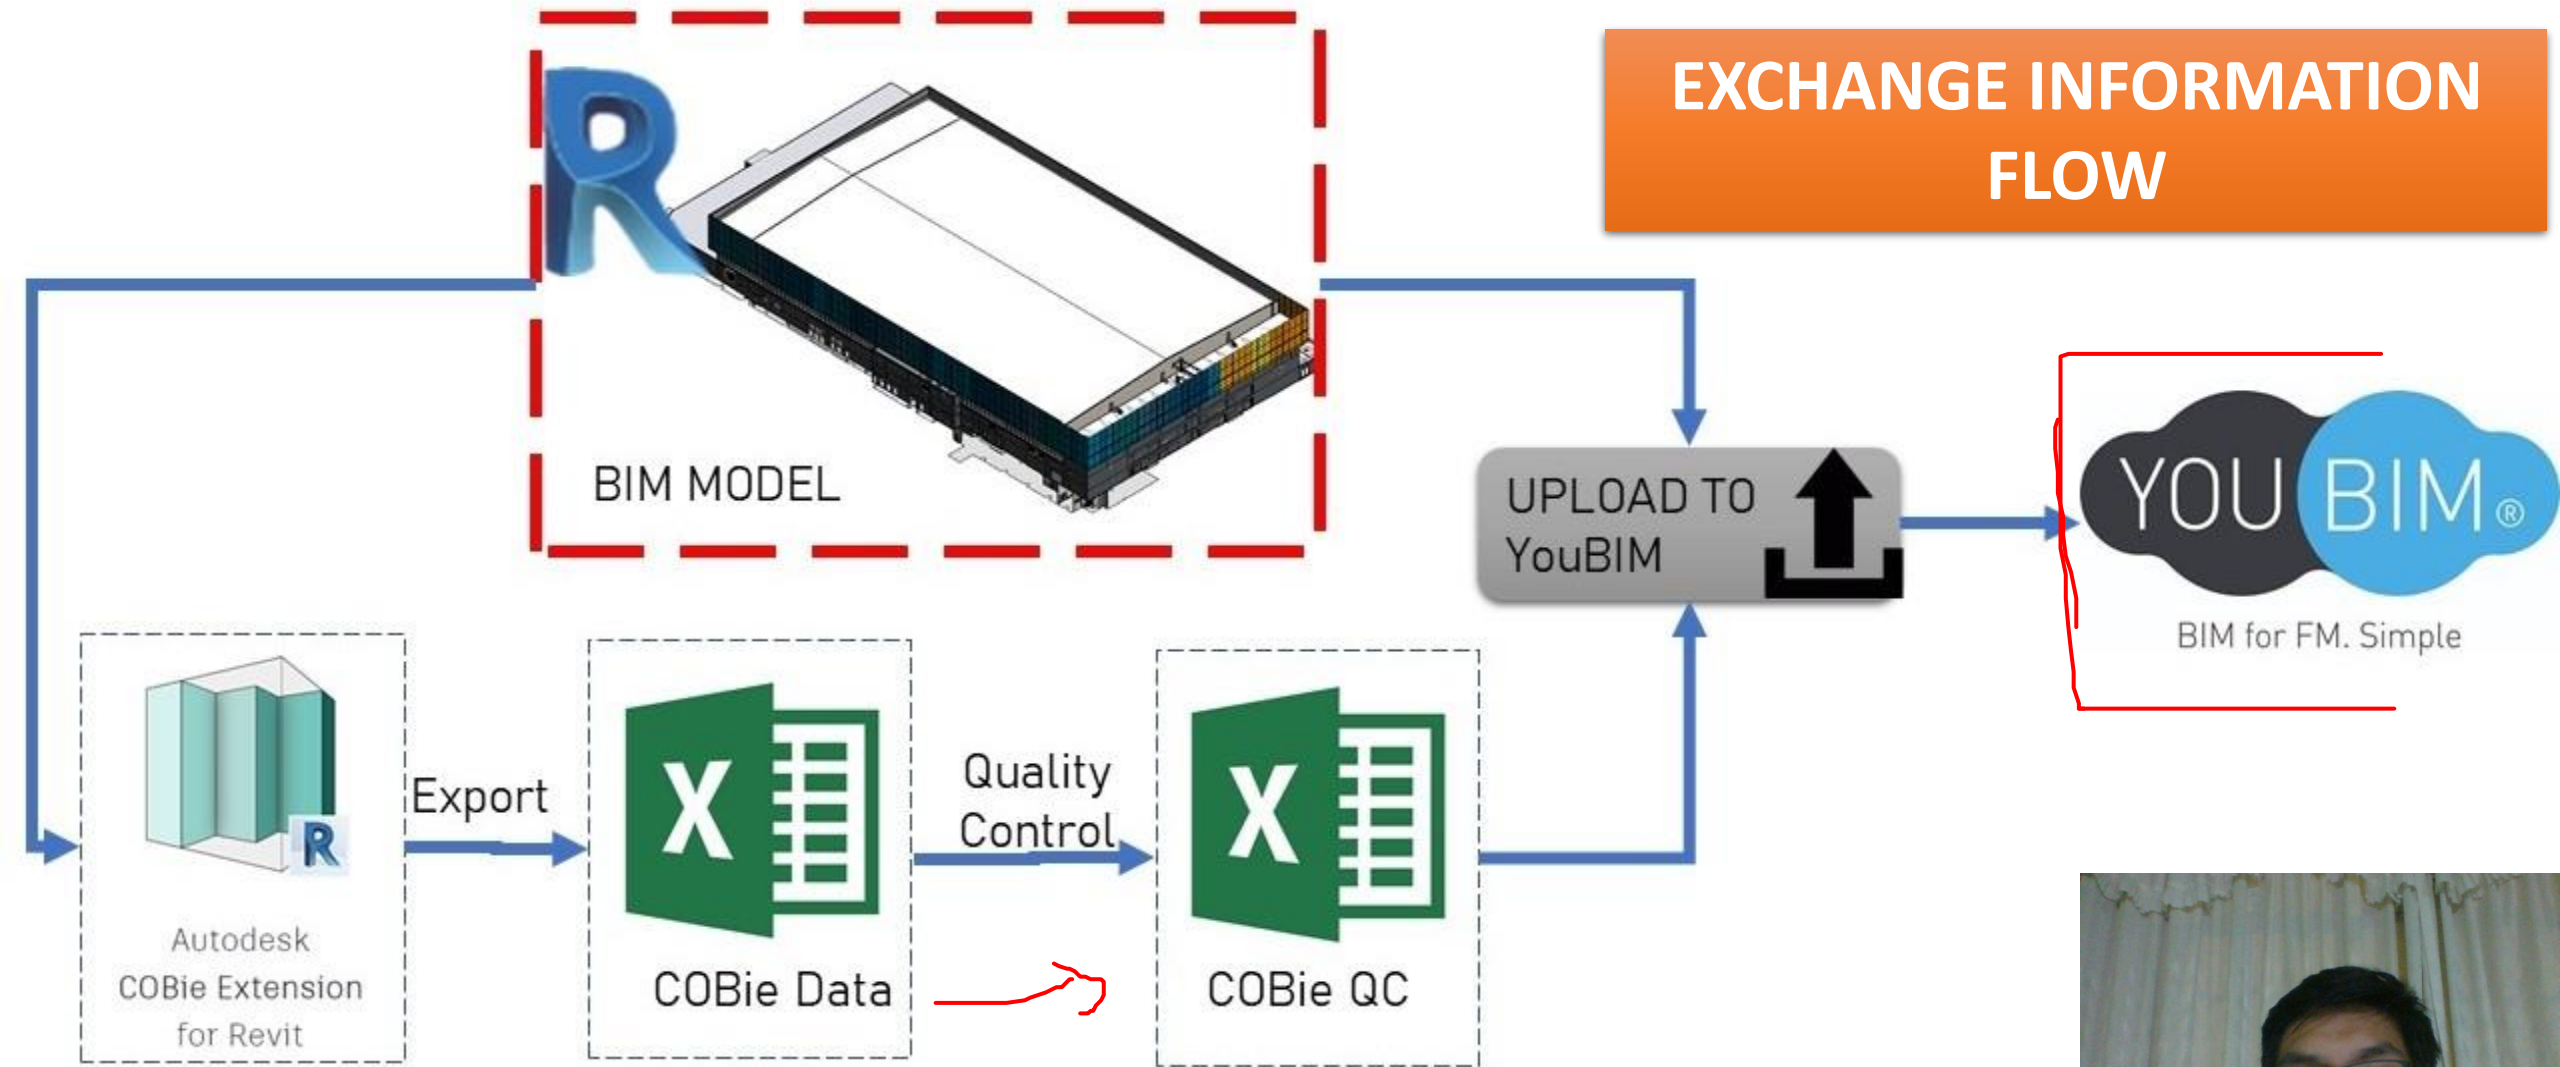 EXCHANGE INFORMATION
FLOW
R
BIM MODEL
UPLOAD TO
YouBIM
YOU BIM®
BIM for FM. Simple
R
Autodesk
COBie Extension
for Revit
Export
X
COBie Data
Quality
Control
X
COBie QC